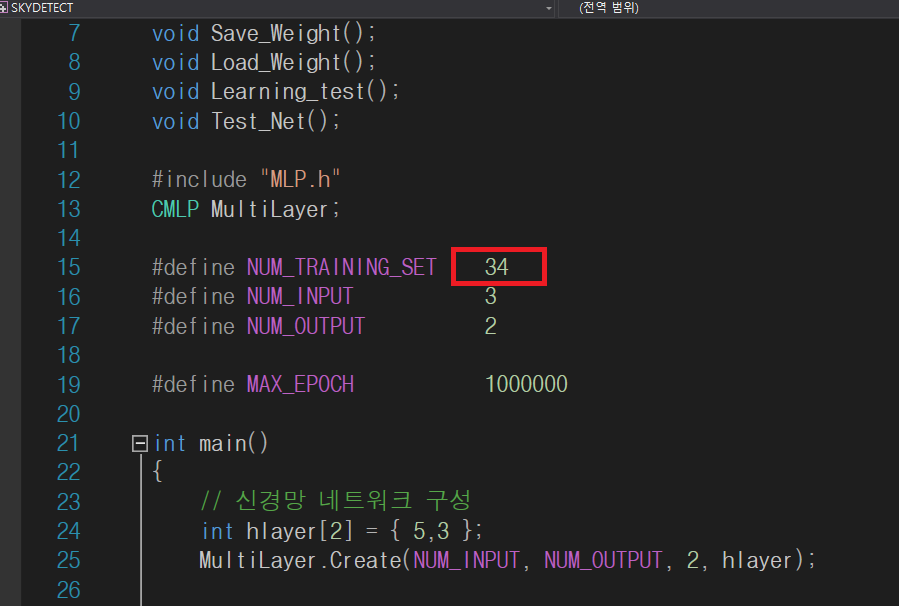 SKYDETECT (전역 범위)
7 void Save_Weight();
8 void Load_Weight();
9 void Learning_test();
10 void Test_Net();
11
12 #include "MLP.h"
13 CMLP MultiLayer;
14
15 #define NUM_TRAINING_SET 34
16 #define NUM_INPUT 3
17 #define NUM_OUTPUT 2
18
19 #define MAX_EPOCH 1000000
20
21 int main()
22 {
23 // 신경망 네트워크 구성
24 int hlayer[2] = { 5,3 };
25 MultiLayer.Create(NUM_INPUT, NUM_OUTPUT, 2, hlayer);
26